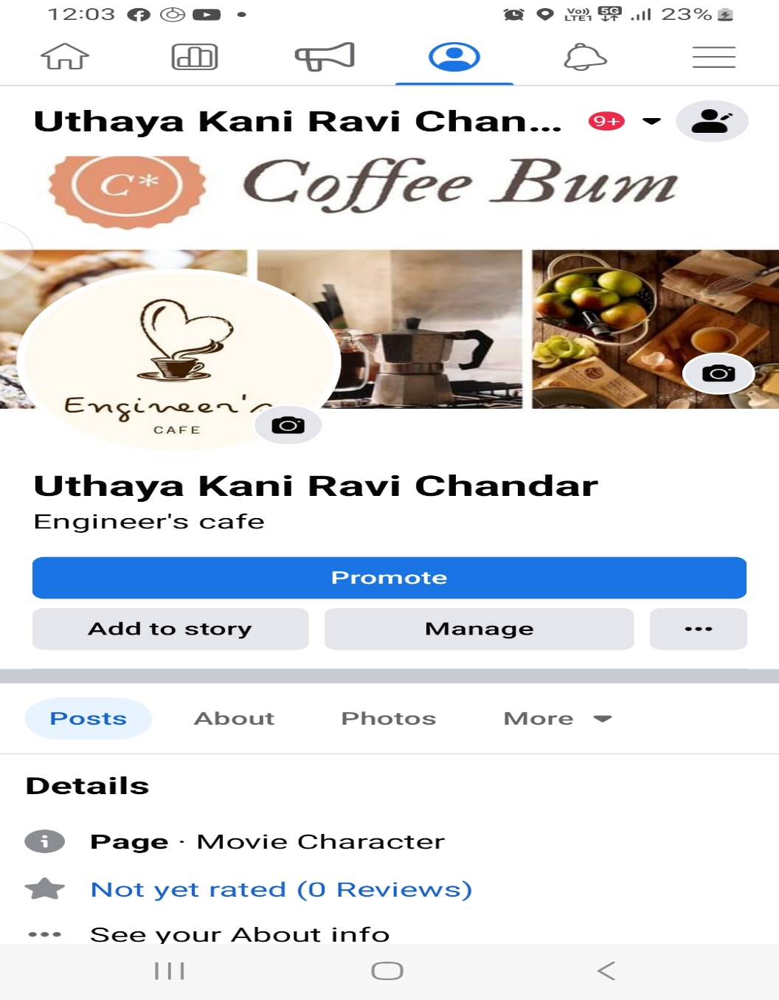 12:03
Vo))
LTE1
5G
23%
Uthaya Kani Ravi Chan...
9+
C*
Coffee Bum
Engineer's
CAFE
Uthaya Kani Ravi Chandar
Engineer's cafe
Promote
Add to story
Manage
Posts
About
Photos
More
Details
Page · Movie Character
Not yet rated (0 Reviews)
See your About info